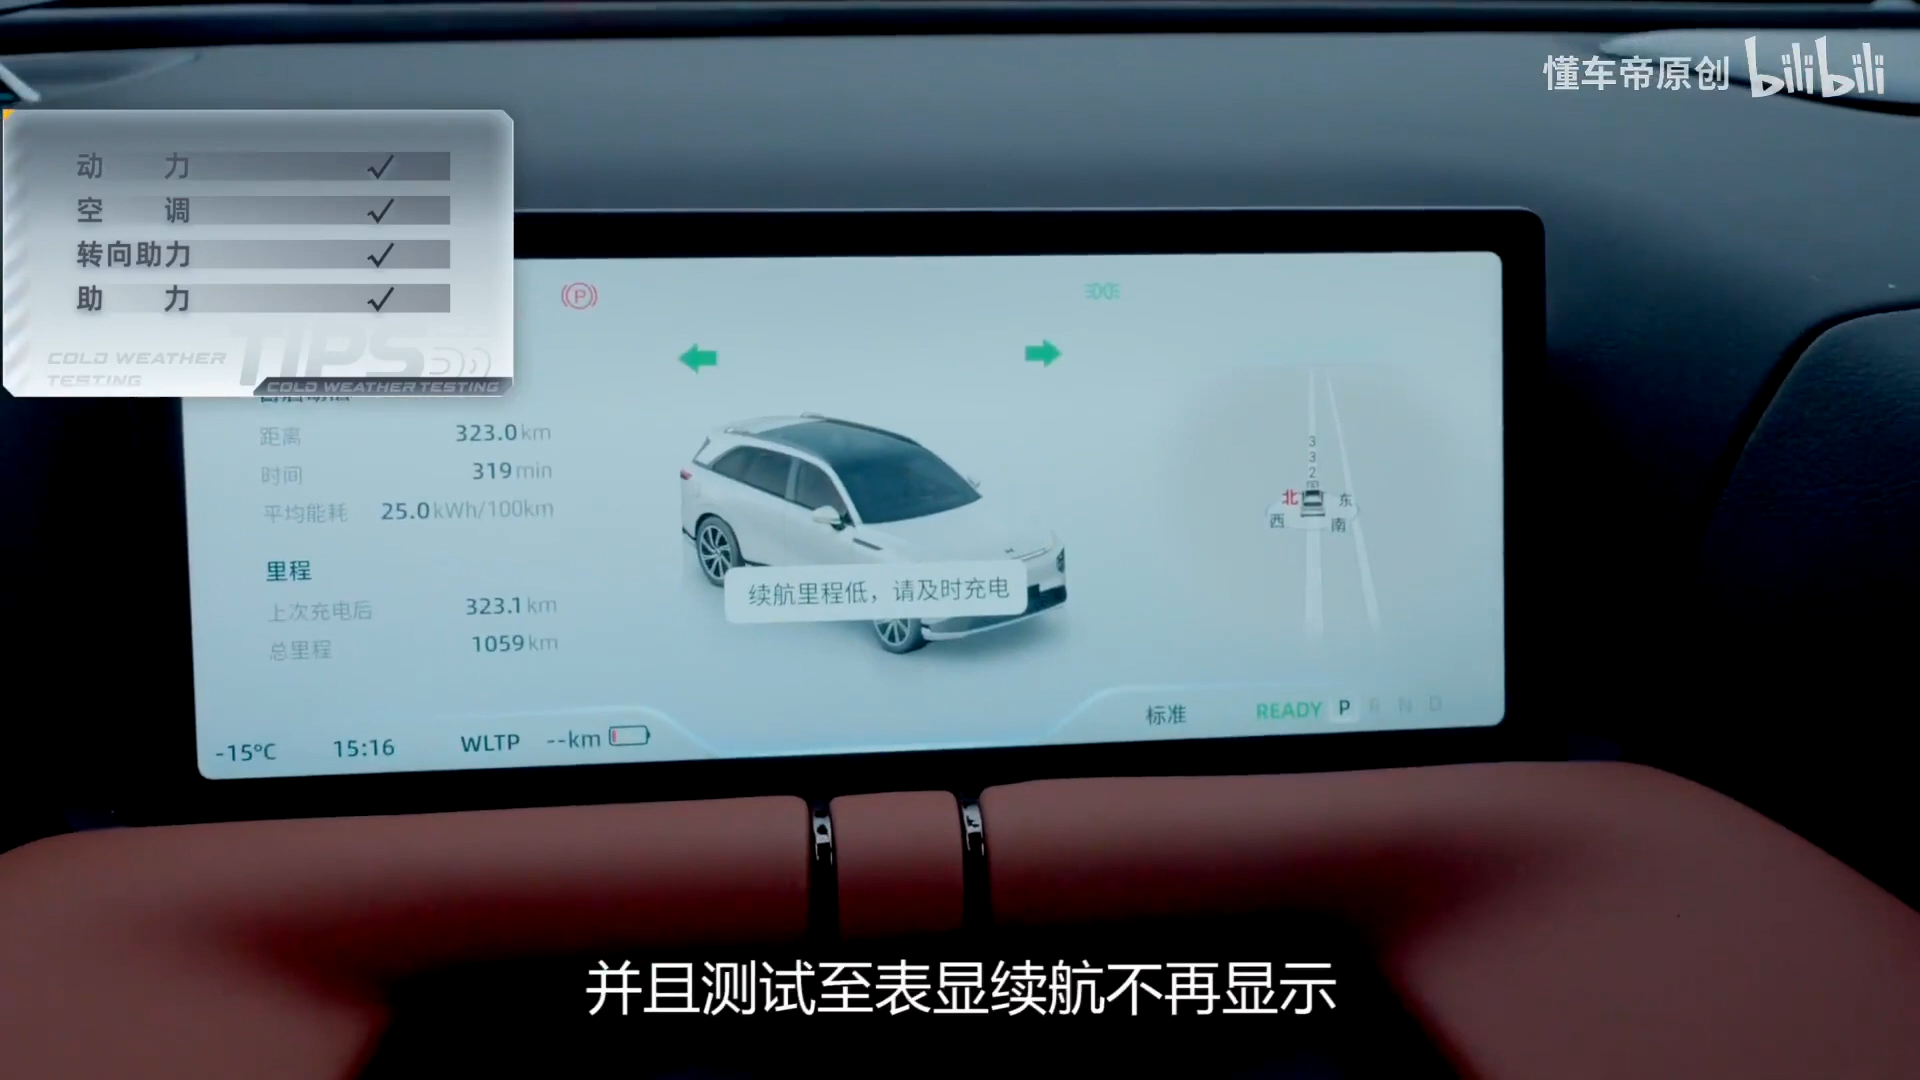 懂车帝原创 bilibili
动力 ✓
空调 ✓
转向助力 ✓
助力 ✓
COLD WEATHER
TESTING
TIPS
COLD WEATHER TESTING
距离 323.0km
时间 319min
平均能耗 25.0kWh/100km
里程
上次充电后 323.1km
总里程 1059km
续航里程低，请及时充电
332
北 东
西 南
-15°C 15:16 WLTP --km
标准 READY P R N D
并且测试至表显续航不再显示